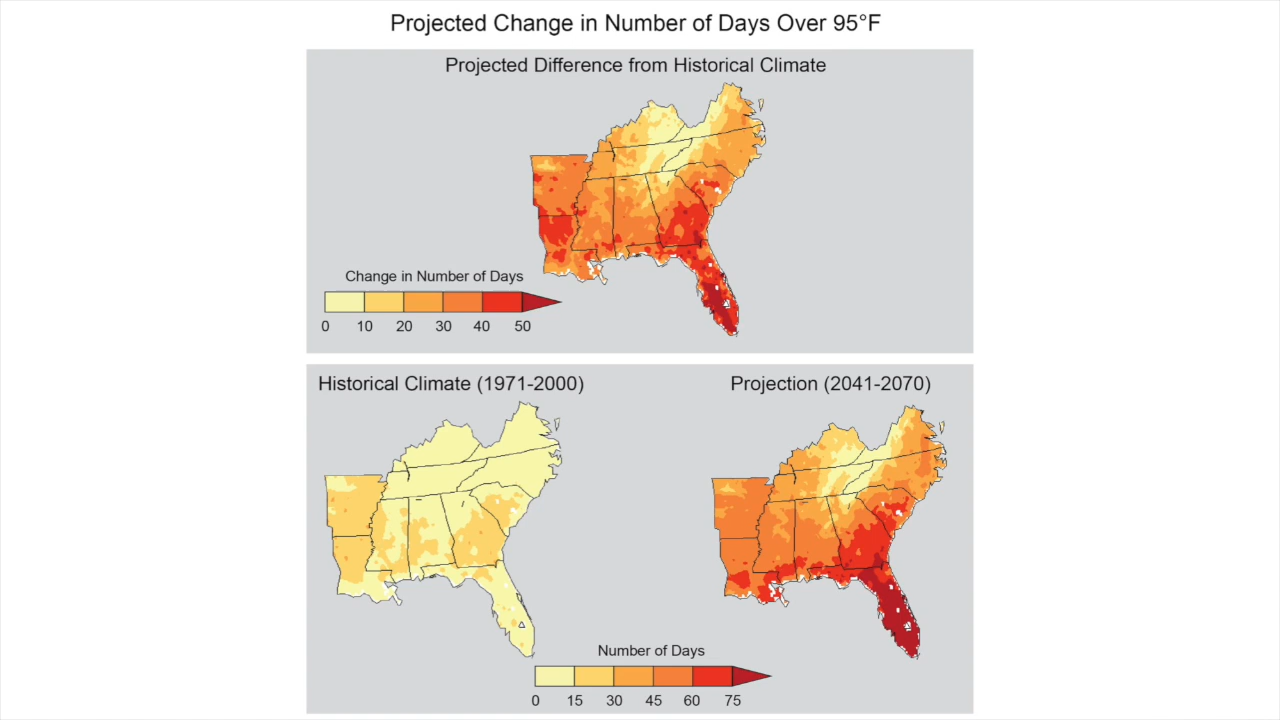 Projected Change in Number of Days Over 95°F
Projected Difference from Historical Climate
Change in Number of Days
0 10 20 30 40 50
Historical Climate (1971-2000)
Projection (2041-2070)
Number of Days
0 15 30 45 60 75